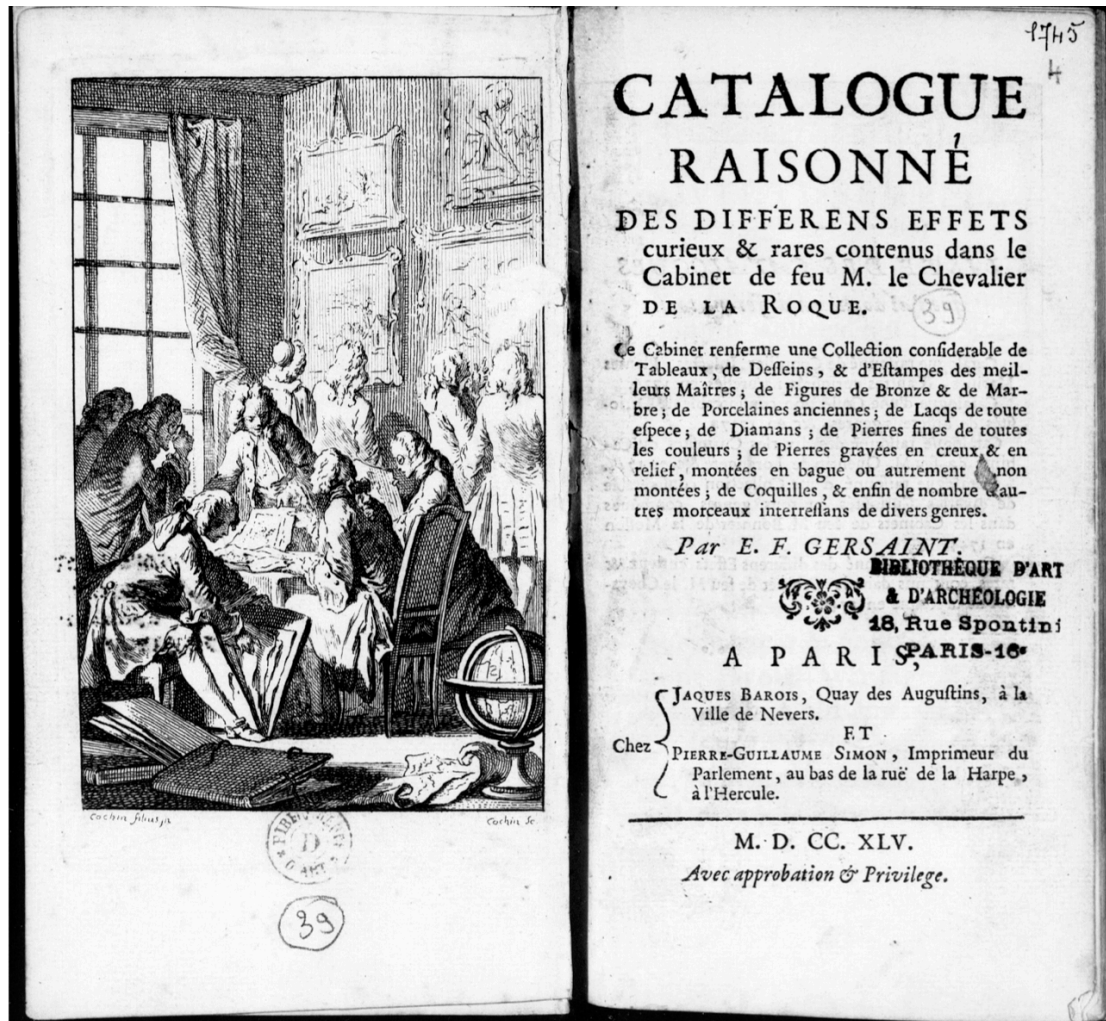 Cochin filius in
Cochin Sc.
39
1745
4
CATALOGUE
RAISONNÉ
DES DIFFERENS EFFETS
curieux & rares contenus dans le
Cabinet de feu M. le Chevalier
DE LA ROQUE.
39
Ce Cabinet renferme une Collection considerable de
Tableaux, de Desseins, & d'Estampes des meil-
leurs Maîtres; de Figures de Bronze & de Mar-
bre; de Porcelaines anciennes; de Lacqs de toute
espece; de Diamans; de Pierres fines de toutes
les couleurs; de Pierres gravées en creux & en
relief, montées en bague ou autrement & non
montées; de Coquilles, & enfin de nombre d'au-
tres morceaux interressans de divers genres.
Par E. F. GERSAINT.
BIBLIOTHÈQUE D'ART
& D'ARCHÉOLOGIE
18, Rue Spontini
PARIS-16e
A PARIS,
Chez
JAQUES BAROIS, Quay des Augustins, à la
Ville de Nevers.
ET
PIERRE-GUILLAUME SIMON, Imprimeur du
Parlement, au bas de la ruë de la Harpe,
à l'Hercule.
M. D. CC. XLV.
Avec approbation & Privilege.